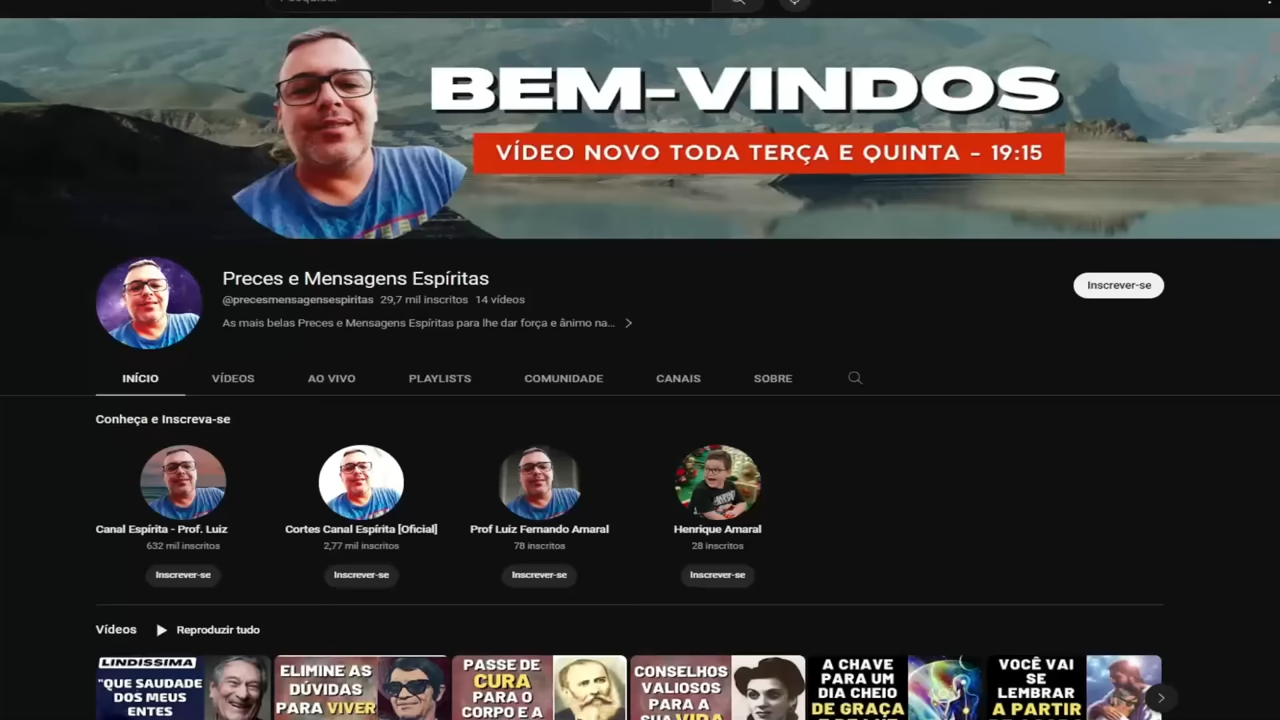 BEM-VINDOS
VÍDEO NOVO TODA TERÇA E QUINTA - 19:15
Preces e Mensagens Espíritas
@precesmensagensespiritas 29,7 mil inscritos 14 vídeos
As mais belas Preces e Mensagens Espíritas para lhe dar força e ânimo na...
Inscrever-se
INÍCIO VÍDEOS AO VIVO PLAYLISTS COMUNIDADE CANAIS SOBRE
Conheça e Inscreva-se
Canal Espírita - Prof. Luiz
632 mil inscritos
Inscrever-se
Cortes Canal Espírita [Oficial]
2,77 mil inscritos
Inscrever-se
Prof Luiz Fernando Amaral
78 inscritos
Inscrever-se
Henrique Amaral
28 inscritos
Inscrever-se
Vídeos Reproduzir tudo
LINDISSIMA
"QUE SAUDADE
DOS MEUS
ENTES
ELIMINE AS
DÚVIDAS
PARA VIVER
PASSE DE
CURA
PARA O
CORPO E A
CONSELHOS
VALIOSOS
PARA A
SUA VIDA
A CHAVE
PARA UM
DIA CHEIO
DE GRAÇA
VOCÊ VAI
SE
LEMBRAR
A PARTIR